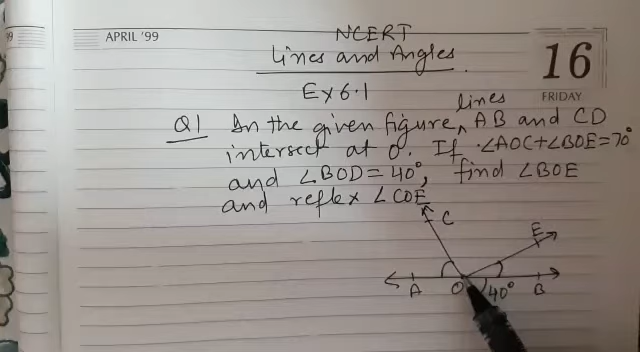 99
APRIL '99
16
FRIDAY
NCERT
Lines and Angles.
Ex 6.1
Q1 In the given figure, lines AB and CD
intersect at O. If ∠AOC+∠BOE=70°
and ∠BOD=40°, find ∠BOE
and reflex ∠COE
C
E
A O 40° B